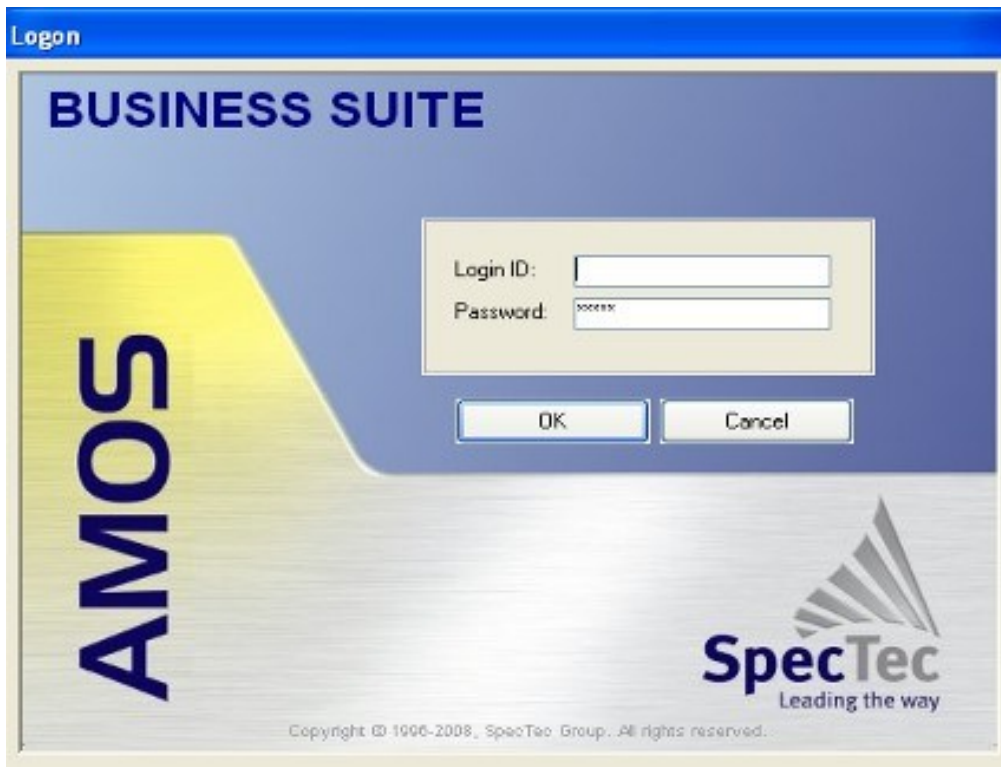 Logon
BUSINESS SUITE
Login ID:
Password: xxxxxx
OK Cancel
AMOS
SpecTec
Leading the way
Copyright © 1996-2008, SpecTec Group. All rights reserved.